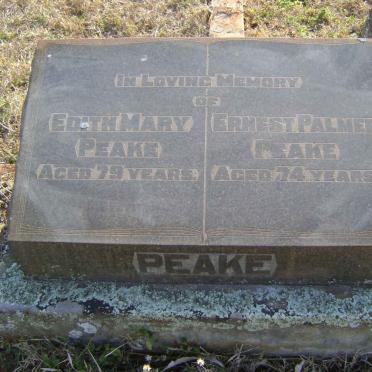 In Loving Memory
of
Edith Mary
Peake
Aged 79 years.
Ernest Palmer
Peake
Aged 74 years
PEAKE